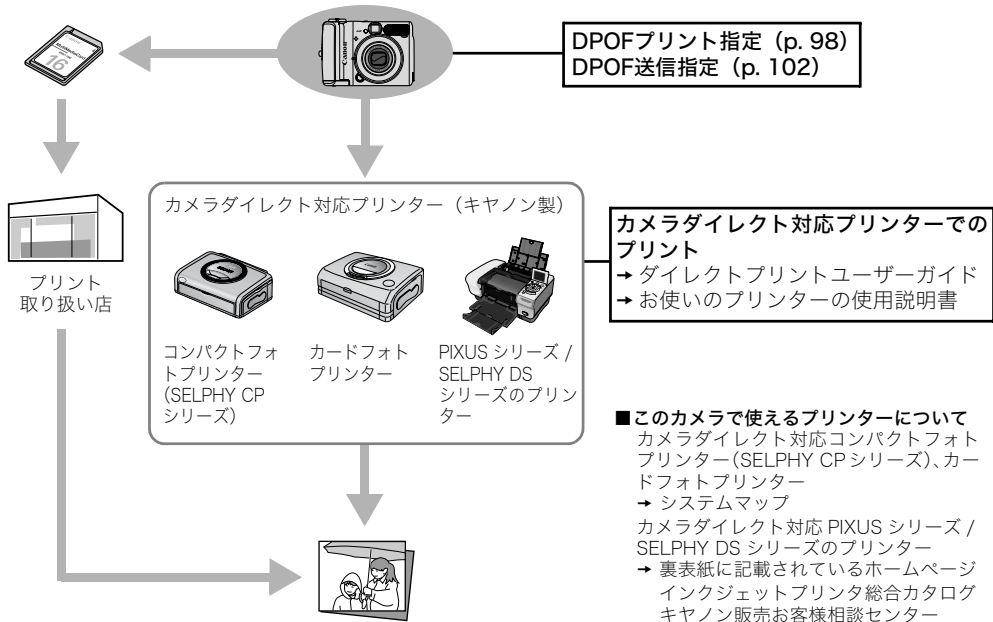 DPOFプリント指定（p. 98）
DPOF送信指定（p. 102）
Canon
MultiMediaCard
16
カメラダイレクト対応プリンター（キヤノン製）
プリント
取り扱い店
コンパクトフォ
トプリンター
（SELPHY CP
シリーズ）
カードフォト
プリンター
PIXUS シリーズ /
SELPHY DS
シリーズのプリン
ター
カメラダイレクト対応プリンターでの
プリント
➜ ダイレクトプリントユーザーガイド
➜ お使いのプリンターの使用説明書
■このカメラで使えるプリンターについて
カメラダイレクト対応コンパクトフォト
プリンター（SELPHY CPシリーズ）、カー
ドフォトプリンター
➜ システムマップ
カメラダイレクト対応 PIXUS シリーズ /
SELPHY DS シリーズのプリンター
➜ 裏表紙に記載されているホームページ
インクジェットプリンタ総合カタログ
キヤノン販売お客様相談センター